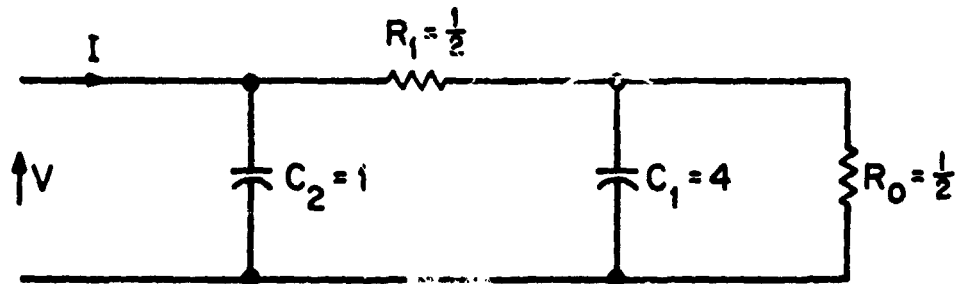 I
R₁ = 1/2
V
C₂ = 1
C₁ = 4
R₀ = 1/2